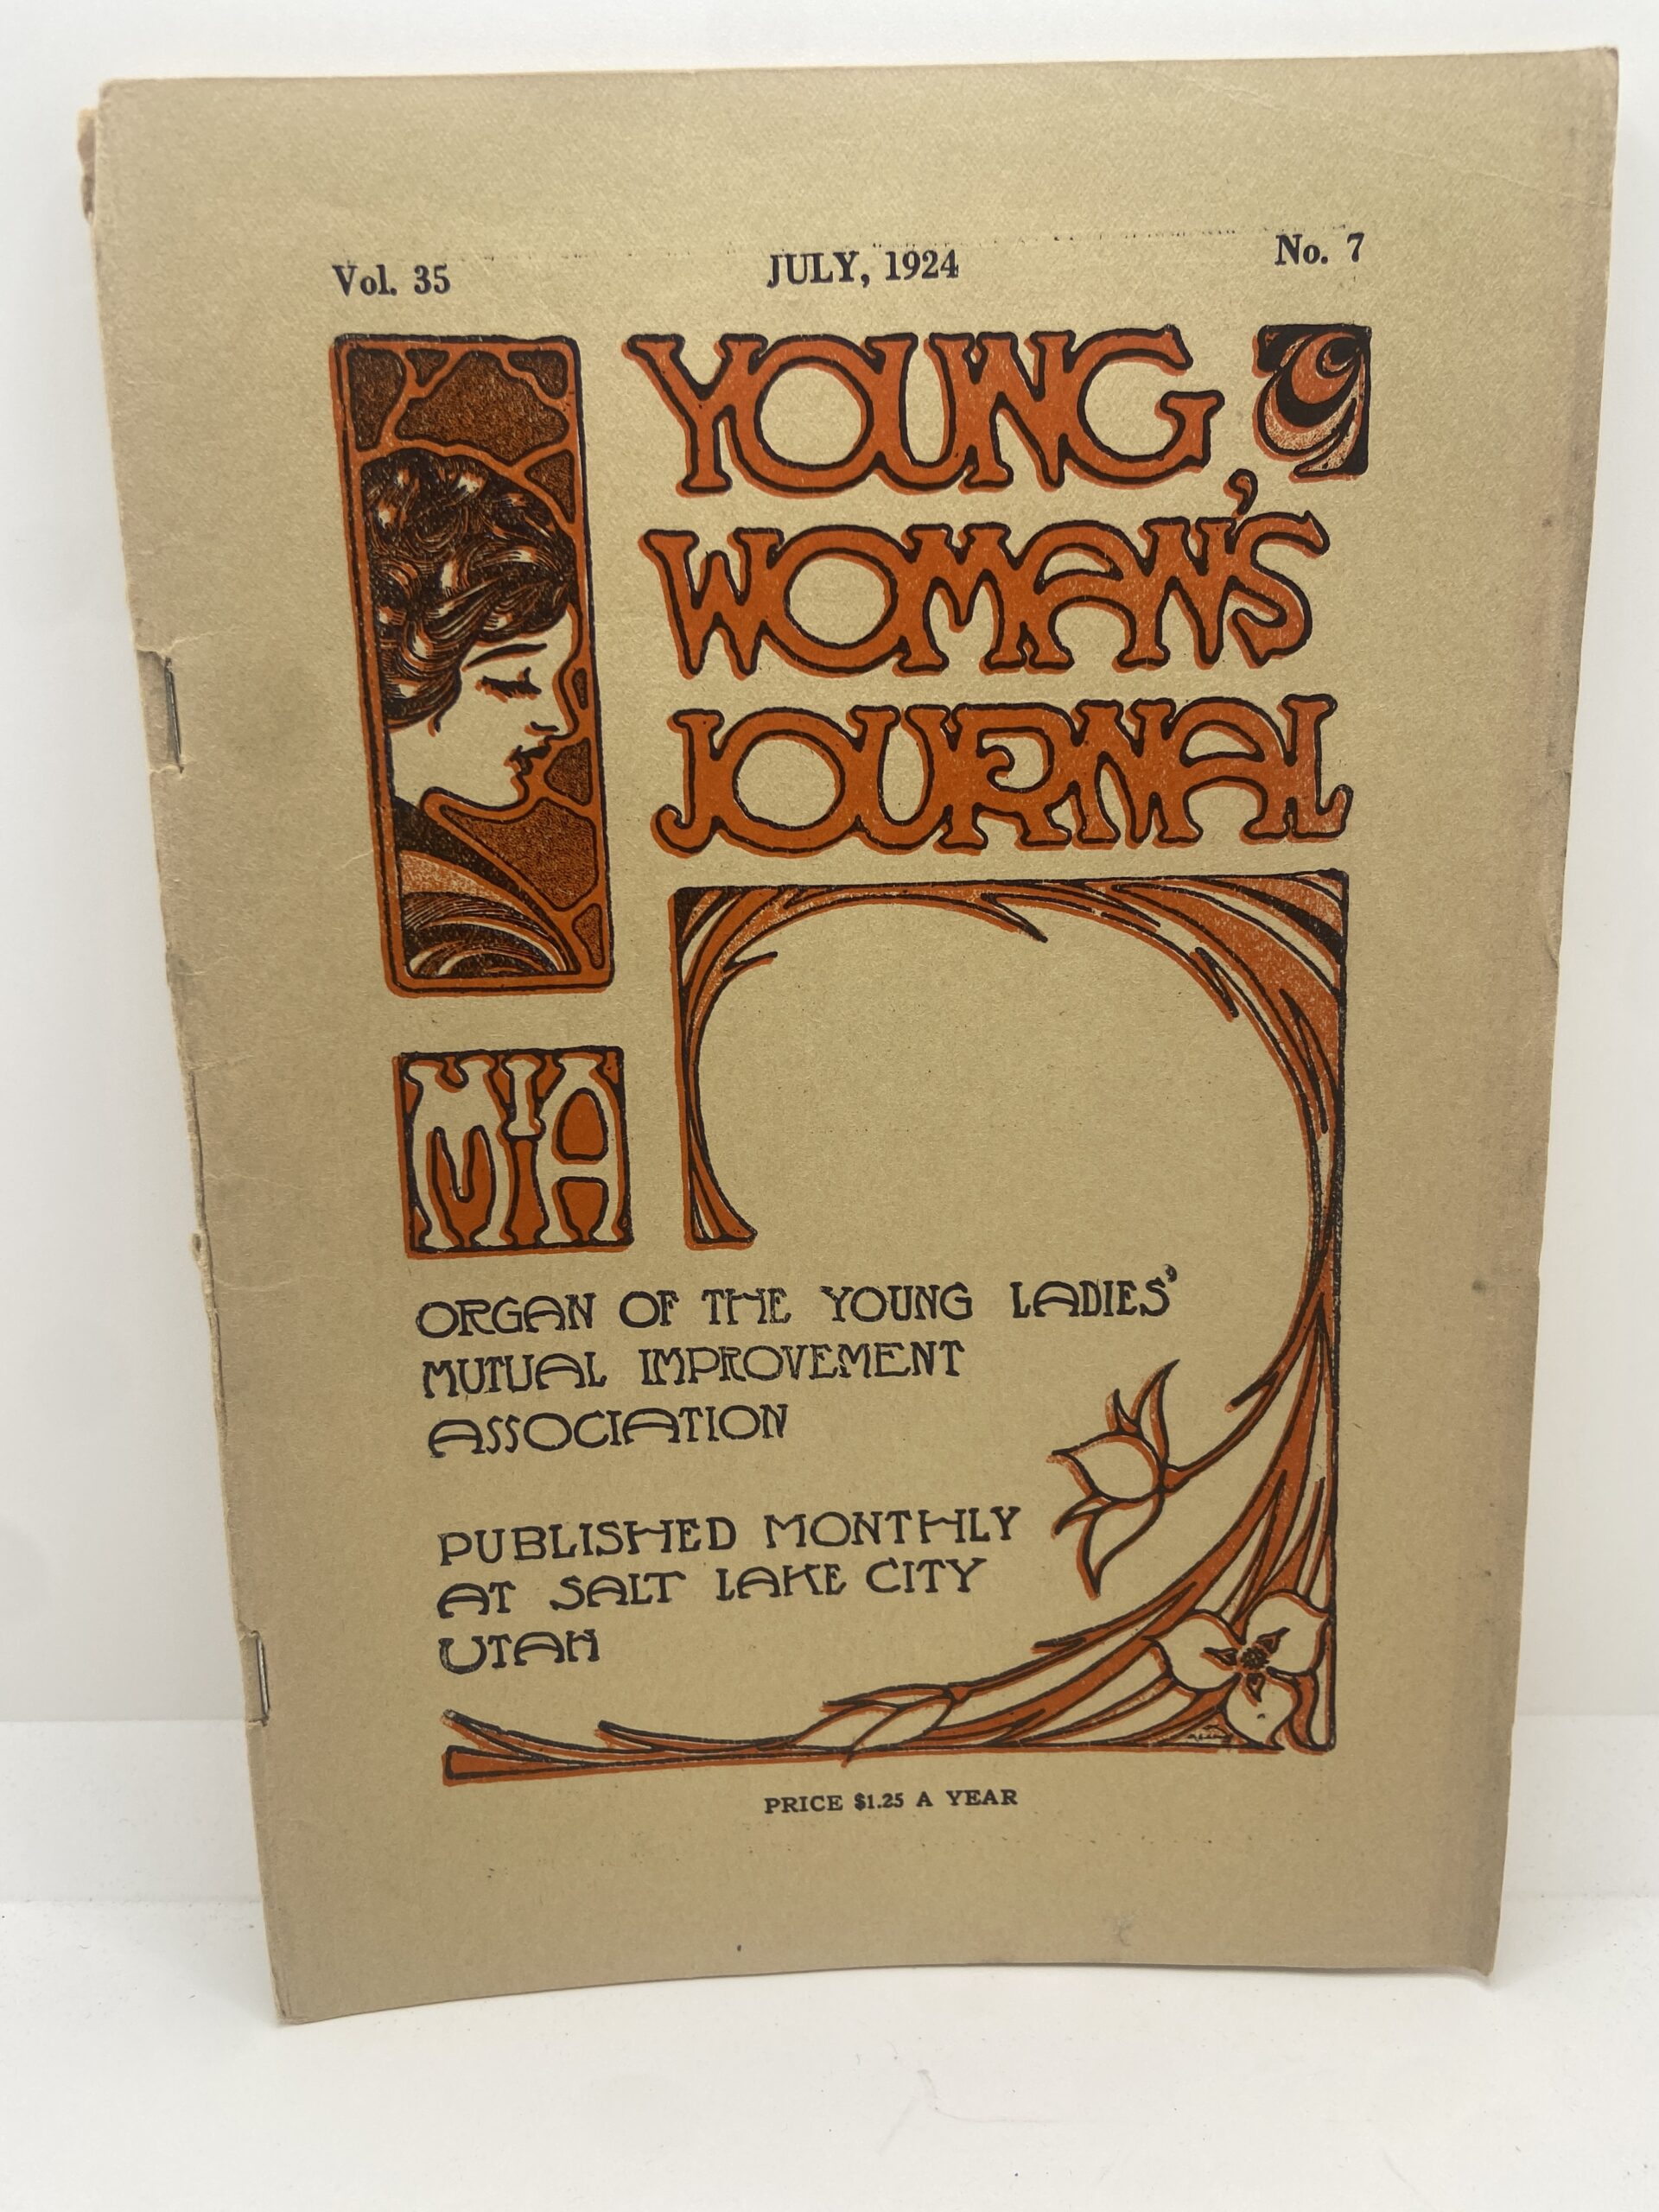 Vol. 35 JULY, 1924 No. 7
YOUNG
WOMAN'S
JOURNAL
MIA
ORGAN OF THE YOUNG LADIES'
MUTUAL IMPROVEMENT
ASSOCIATION
PUBLISHED MONTHLY
AT SALT LAKE CITY
UTAH
PRICE $1.25 A YEAR